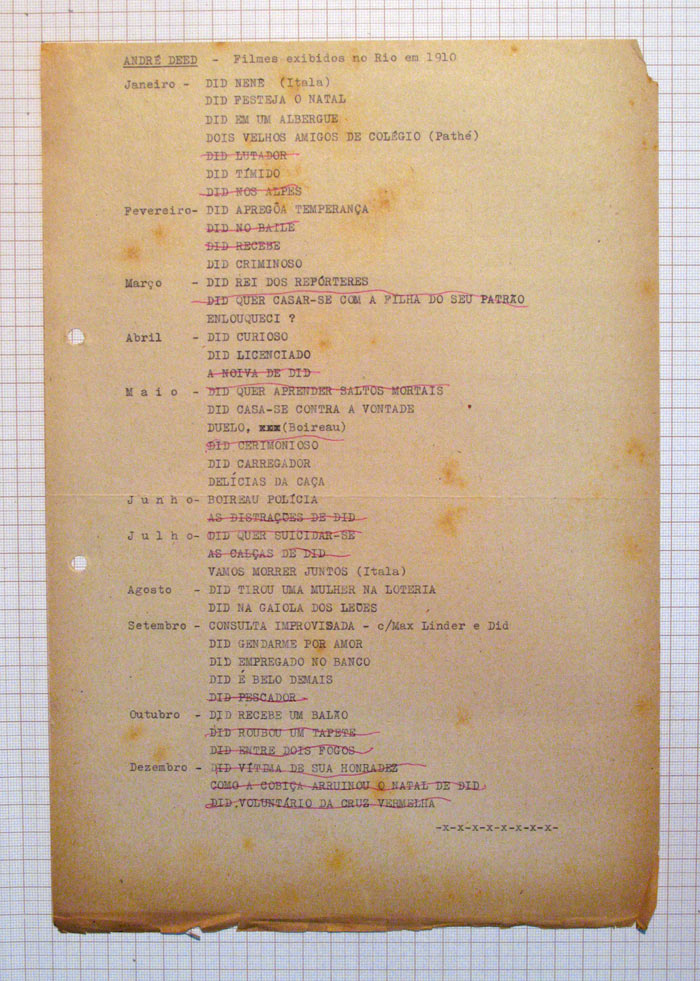 ANDRÉ DEED - Filmes exibidos no Rio em 1910
Janeiro - DID NENÊ (Itala)
DID FESTEJA O NATAL
DID EM UM ALBERGUE
DOIS VELHOS AMIGOS DE COLÉGIO (Pathé)
DID LUTADOR
DID TÍMIDO
DID NOS ALPES
Fevereiro- DID APREGÔA TEMPERANÇA
DID NO BAILE
DID RECEBE
DID CRIMINOSO
Março - DID REI DOS REPÓRTERES
DID QUER CASAR-SE COM A FILHA DO SEU PATRÃO
ENLOUQUECI ?
Abril - DID CURIOSO
DID LICENCIADO
A NOIVA DE DID
M a i o - DID QUER APRENDER SALTOS MORTAIS
DID CASA-SE CONTRA A VONTADE
DUELO, xxx(Boireau)
DID CERIMONIOSO
DID CARREGADOR
DELÍCIAS DA CAÇA
J u n h o- BOIREAU POLÍCIA
AS DISTRAÇÕES DE DID
J u l h o- DID QUER SUICIDAR-SE
AS CALÇAS DE DID
VAMOS MORRER JUNTOS (Itala)
Agosto - DID TIROU UMA MULHER NA LOTERIA
DID NA GAIOLA DOS LEÕES
Setembro - CONSULTA IMPROVISADA - c/Max Linder e Did
DID GENDARME POR AMOR
DID EMPREGADO NO BANCO
DID É BELO DEMAIS
DID PESCADOR -
Outubro - DID RECEBE UM BALÃO
DID ROUBOU UM TAPETE
DID ENTRE DOIS FOGOS
Dezembro - DID VÍTIMA DE SUA HONRADEZ
COMO A COBIÇA ARRUINOU O NATAL DE DID
DID,VOLUNTÁRIO DA CRUZ VERMELHA
-x-x-x-x-x-x-x-x-